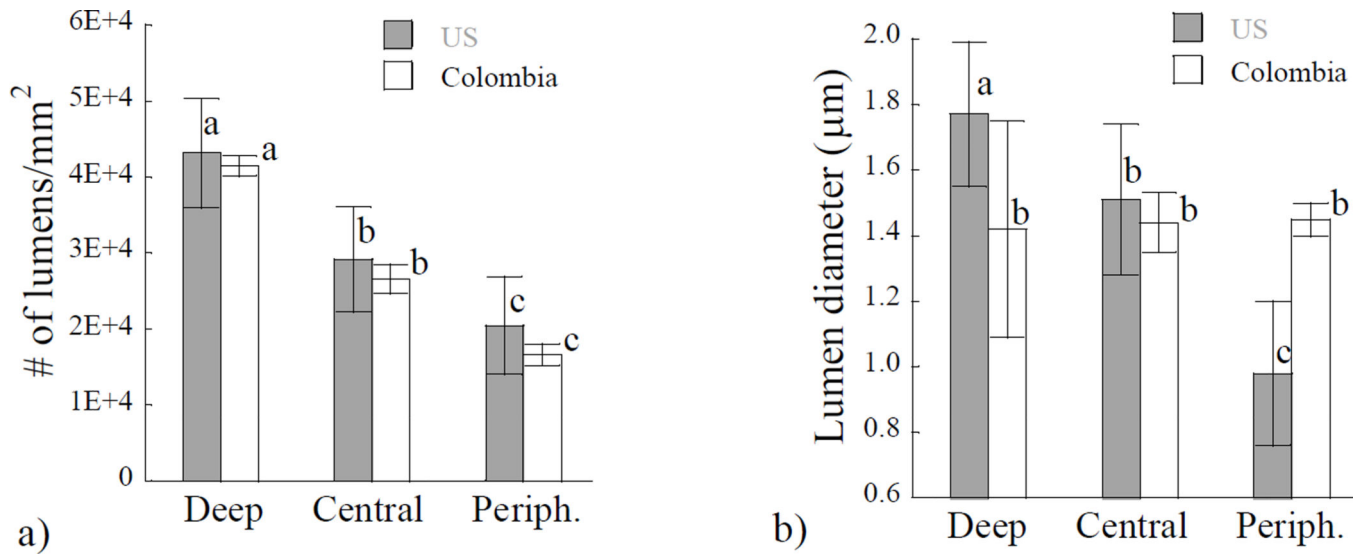 # of lumens/mm²
6E+4
5E+4
4E+4
3E+4
2E+4
1E+4
0
US
Colombia
a
a
b
b
c
c
Deep Central Periph.
a)
Lumen diameter (μm)
2.0
1.8
1.6
1.4
1.2
1.0
0.8
0.6
US
Colombia
a
b
b
b
c
b
Deep Central Periph.
b)